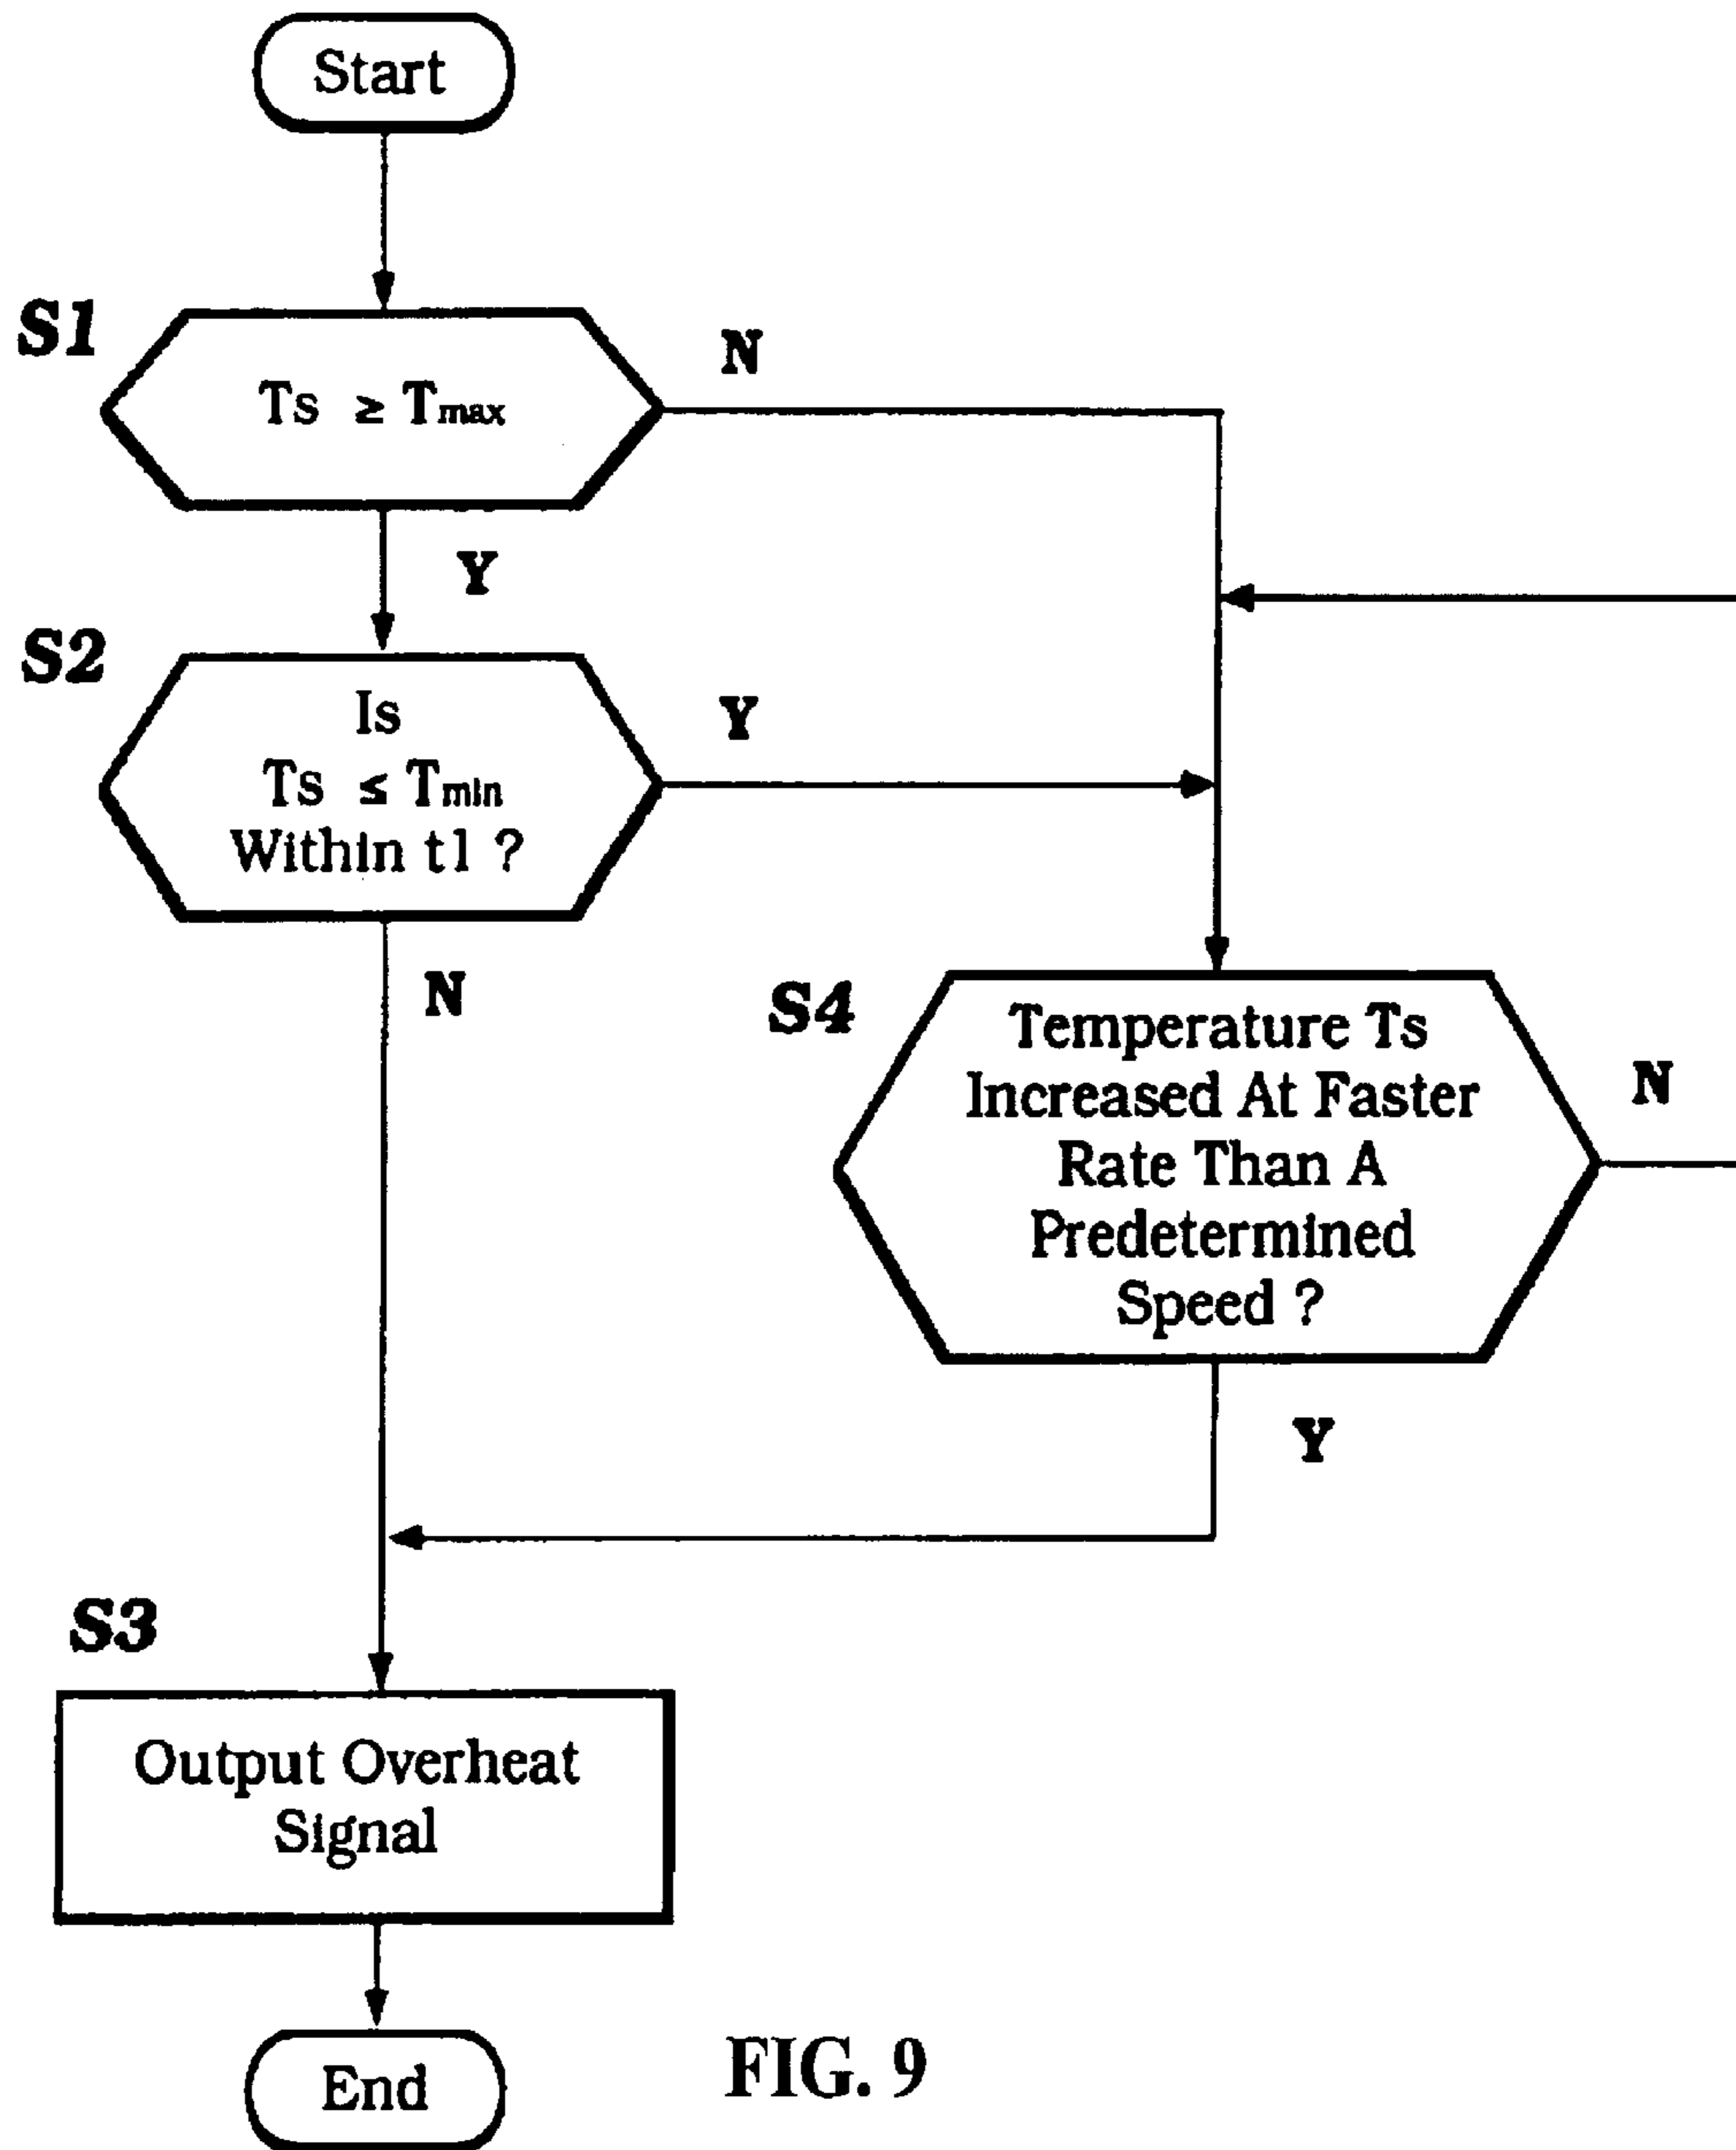 Start
S1
Ts ≥ Tmax
N
Y
S2
Is
Ts ≤ Tmin
Within t1 ?
Y
N
S4
Temperature Ts
Increased At Faster
Rate Than A
Predetermined
Speed ?
N
Y
S3
Output Overheat
Signal
End
FIG. 9